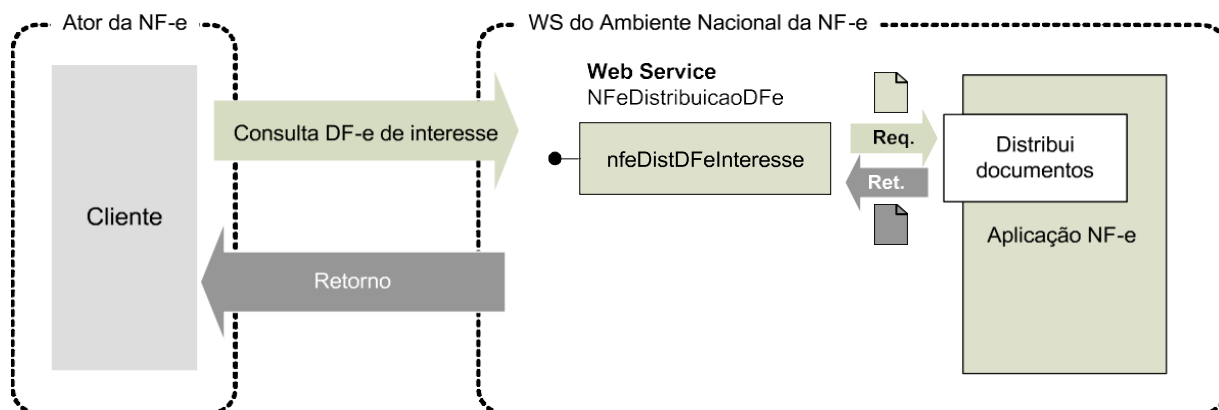 Ator da NF-e
WS do Ambiente Nacional da NF-e
Cliente
Consulta DF-e de interesse
Retorno
Web Service
NFeDistribuicaoDFe
nfeDistDFeInteresse
Req.
Ret.
Distribui
documentos
Aplicação NF-e